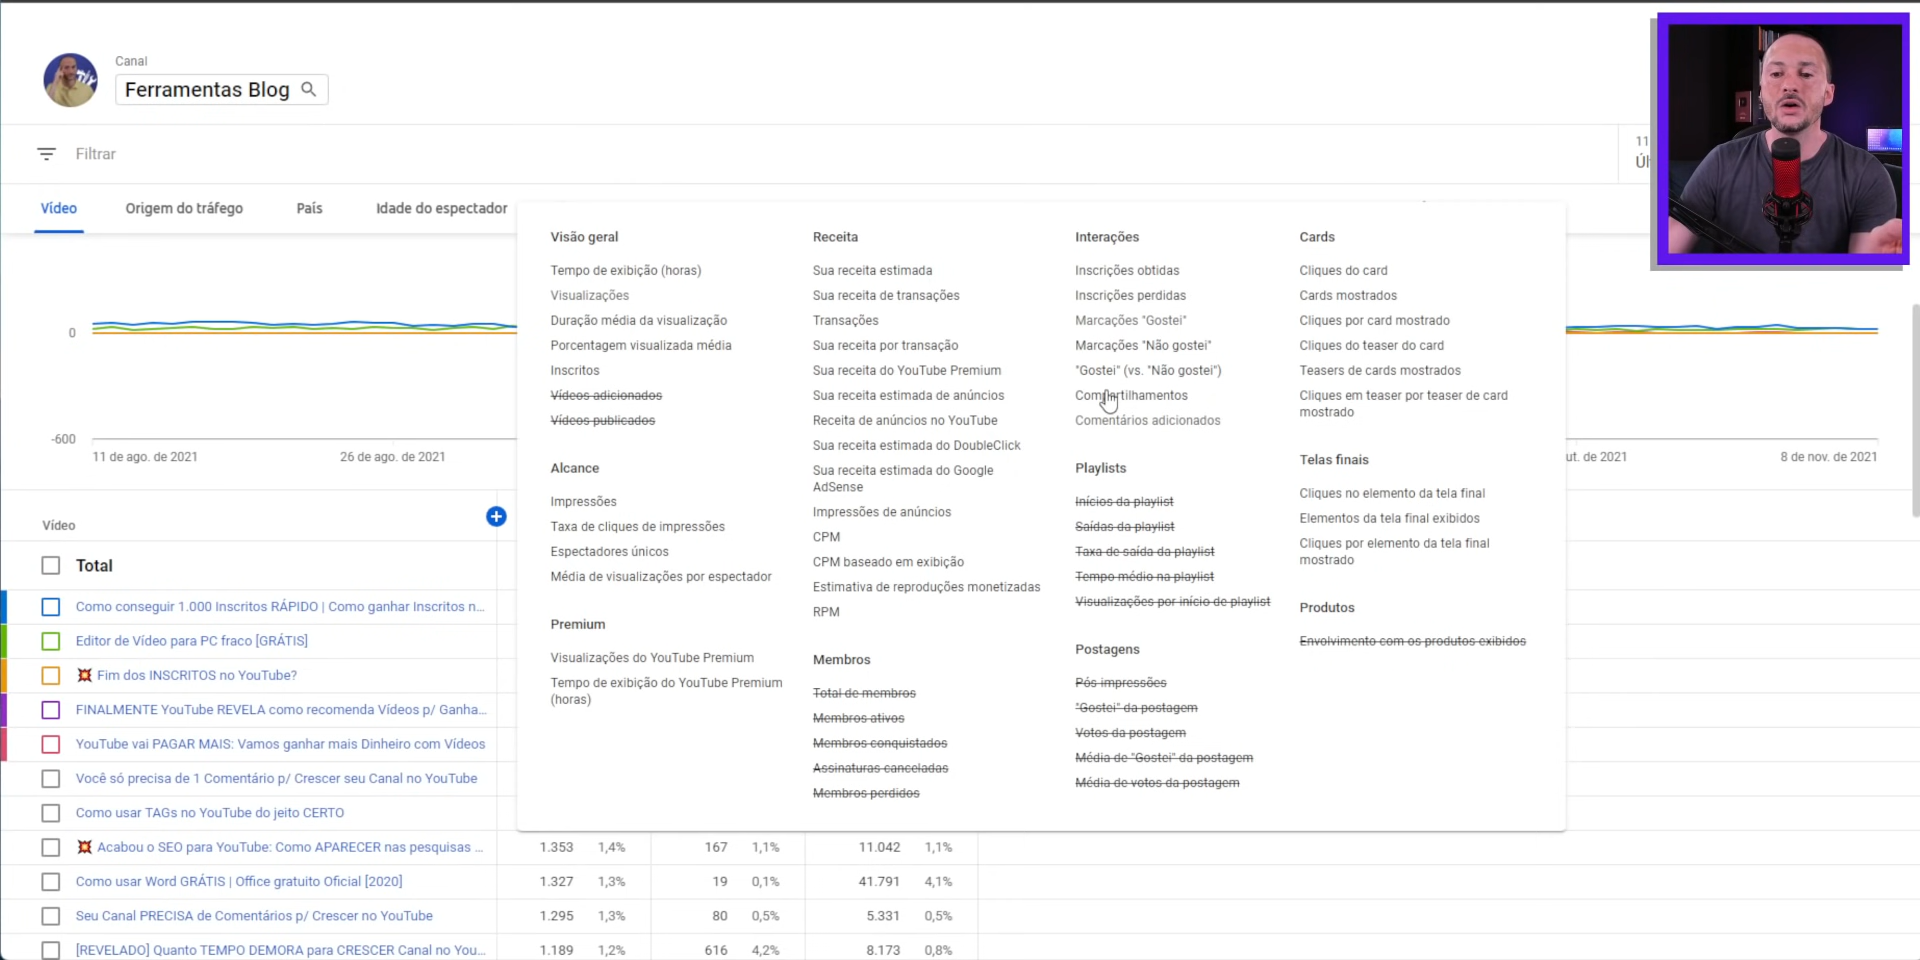 Canal
Ferramentas Blog
Filtrar
11
Úl
Vídeo
Origem do tráfego
País
Idade do espectador
0
-600
11 de ago. de 2021
26 de ago. de 2021
ut. de 2021
8 de nov. de 2021
Visão geral
Tempo de exibição (horas)
Visualizações
Duração média da visualização
Porcentagem visualizada média
Inscritos
Vídeos adicionados
Vídeos publicados
Alcance
Impressões
Taxa de cliques de impressões
Espectadores únicos
Média de visualizações por espectador
Premium
Visualizações do YouTube Premium
Tempo de exibição do YouTube Premium
(horas)
Receita
Sua receita estimada
Sua receita de transações
Transações
Sua receita por transação
Sua receita do YouTube Premium
Sua receita estimada de anúncios
Receita de anúncios no YouTube
Sua receita estimada do DoubleClick
Sua receita estimada do Google
AdSense
Impressões de anúncios
CPM
CPM baseado em exibição
Estimativa de reproduções monetizadas
RPM
Membros
Total de membros
Membros ativos
Membros conquistados
Assinaturas canceladas
Membros perdidos
Interações
Inscrições obtidas
Inscrições perdidas
Marcações "Gostei"
Marcações "Não gostei"
"Gostei" (vs. "Não gostei")
Compartilhamentos
Comentários adicionados
Playlists
Inícios da playlist
Saídas da playlist
Taxa de saída da playlist
Tempo médio na playlist
Visualizações por início de playlist
Postagens
Pós impressões
"Gostei" da postagem
Votos da postagem
Média de "Gostei" da postagem
Média de votos da postagem
Cards
Cliques do card
Cards mostrados
Cliques por card mostrado
Cliques do teaser do card
Teasers de cards mostrados
Cliques em teaser por teaser de card
mostrado
Telas finais
Cliques no elemento da tela final
Elementos da tela final exibidos
Cliques por elemento da tela final
mostrado
Produtos
Envolvimento com os produtos exibidos
Vídeo
Total
Como conseguir 1.000 Inscritos RÁPIDO | Como ganhar Inscritos n...
Editor de Vídeo para PC fraco [GRÁTIS]
Fim dos INSCRITOS no YouTube?
FINALMENTE YouTube REVELA como recomenda Vídeos p/ Ganha...
YouTube vai PAGAR MAIS: Vamos ganhar mais Dinheiro com Vídeos
Você só precisa de 1 Comentário p/ Crescer seu Canal no YouTube
Como usar TAGs no YouTube do jeito CERTO
Acabou o SEO para YouTube: Como APARECER nas pesquisas ... 1.353 1,4% 167 1,1% 11.042 1,1%
Como usar Word GRÁTIS | Office gratuito Oficial [2020] 1.327 1,3% 19 0,1% 41.791 4,1%
Seu Canal PRECISA de Comentários p/ Crescer no YouTube 1.295 1,3% 80 0,5% 5.331 0,5%
[REVELADO] Quanto TEMPO DEMORA para CRESCER Canal no You... 1.189 1,2% 616 4,2% 8.173 0,8%